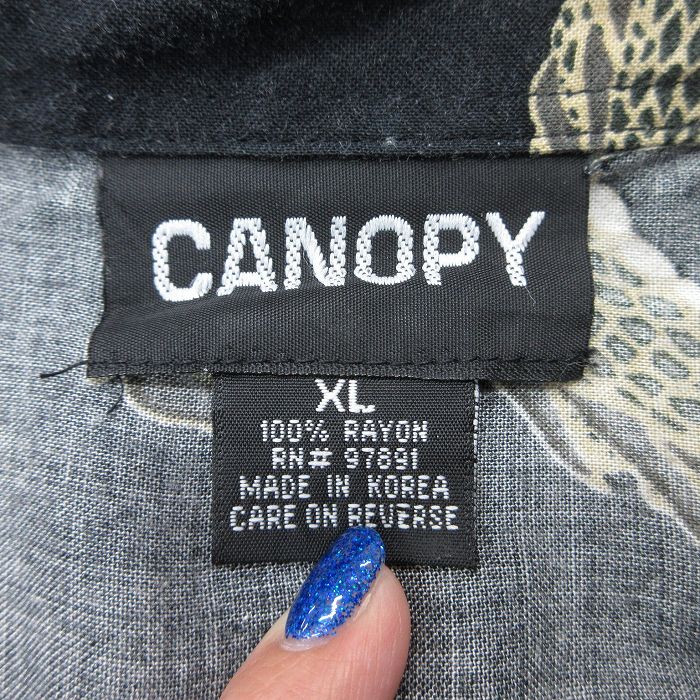 CANOPY
XL
100% RAYON
RN# 97891
MADE IN KOREA
CARE ON REVERSE